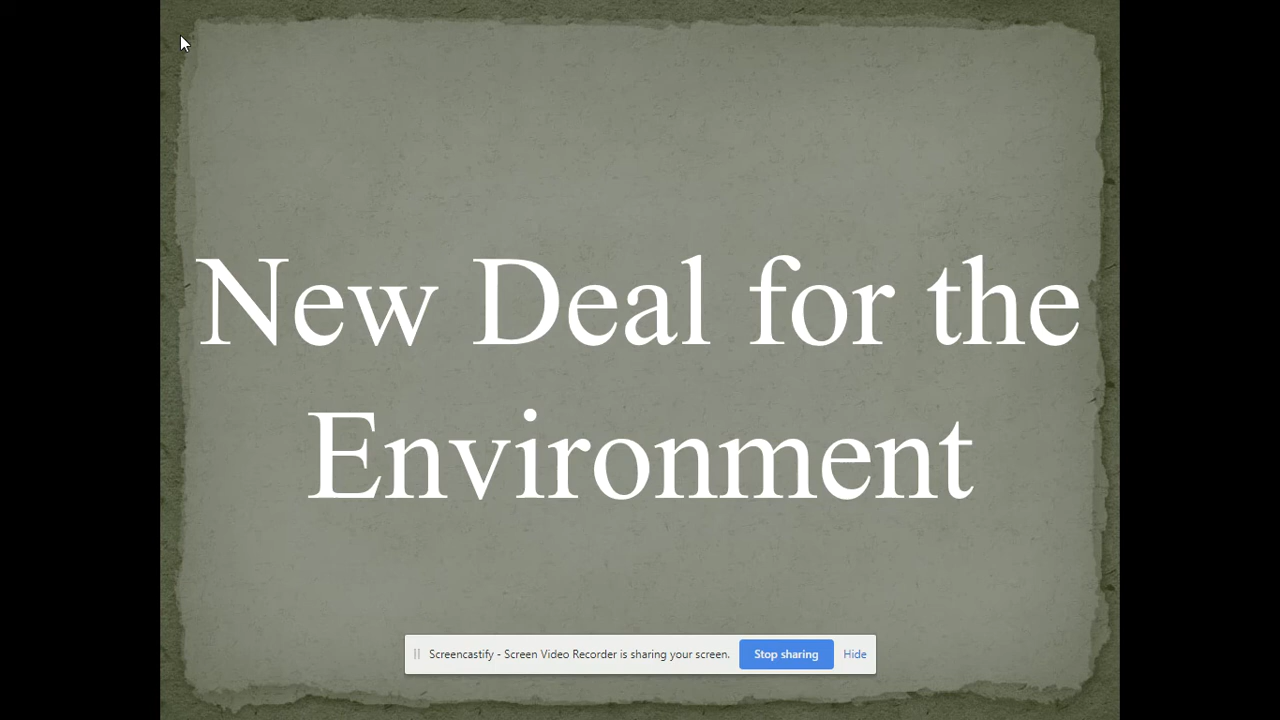 New Deal for the
Environment
Screencastify - Screen Video Recorder is sharing your screen. Stop sharing Hide